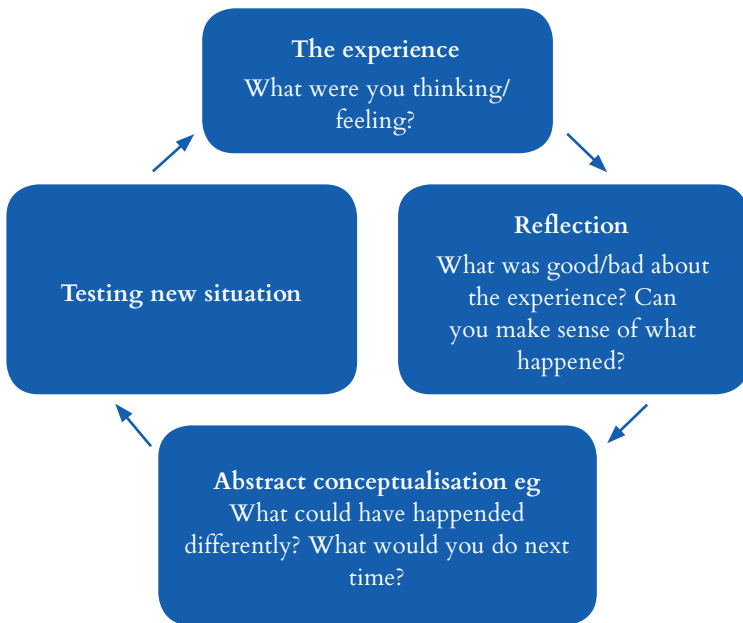 The experience
What were you thinking/
feeling?
Reflection
What was good/bad about
the experience? Can
you make sense of what
happened?
Abstract conceptualisation eg
What could have happended
differently? What would you do next
time?
Testing new situation